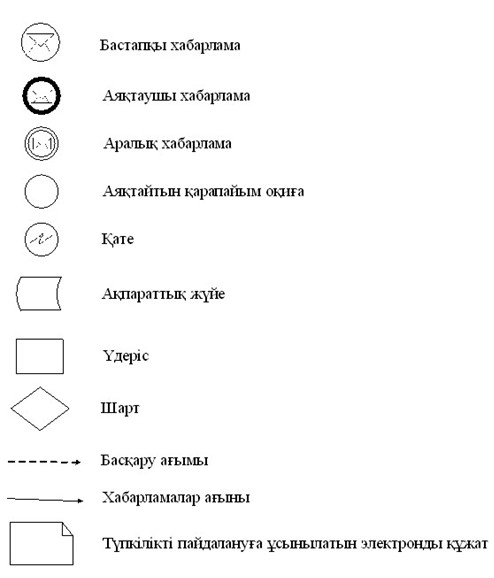 Бастапқы хабарлама
Аяқтаушы хабарлама
Аралық хабарлама
Аяқтайтын қарапайым оқиға
Қате
Ақпараттық жүйе
Үдеріс
Шарт
Басқару ағымы
Хабарламалар ағыны
Түпкілікті пайдалануға ұсынылатын электронды құжат